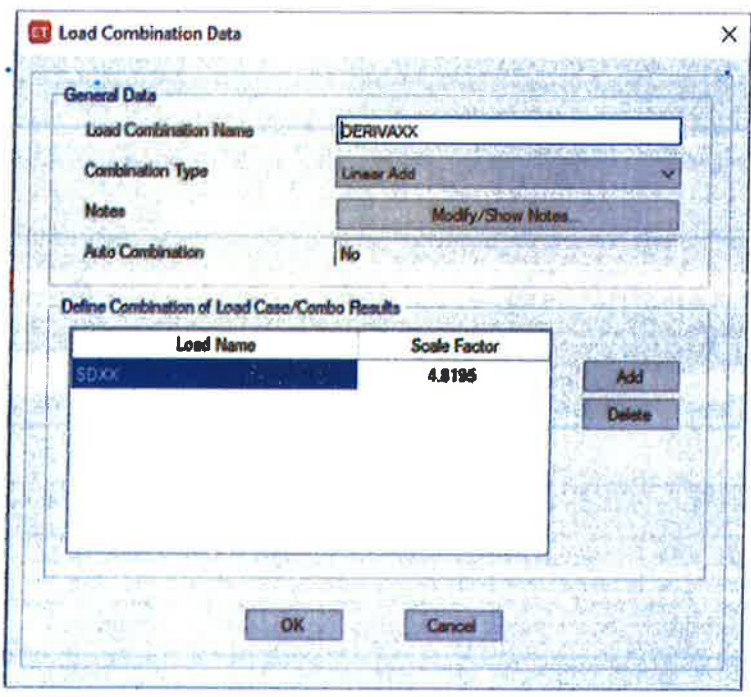 ET Load Combination Data
General Data
Load Combination Name DERIVAXX
Combination Type Linear Add
Notes Modify/Show Notes...
Auto Combination No
Define Combination of Load Case/Combo Results
Load Name Scale Factor
SDXX 4.8195
Add
Delete
OK Cancel